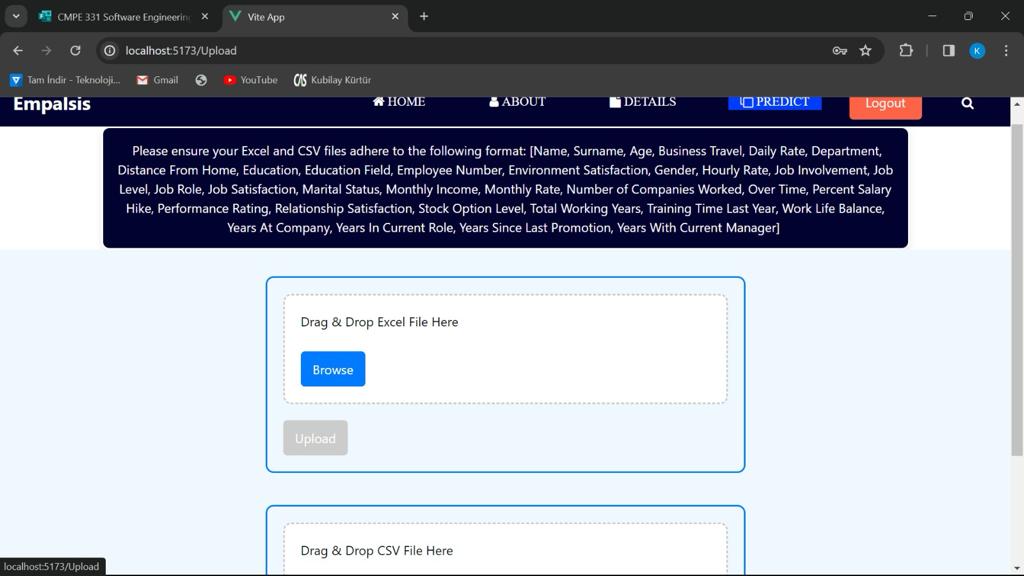 CMPE 331 Software Engineering
Vite App
localhost:5173/Upload
K
Tam İndir - Teknoloji...
Gmail
YouTube
Kubilay Kürtür
Empalsis
HOME
ABOUT
DETAILS
PREDICT
Logout
Please ensure your Excel and CSV files adhere to the following format: [Name, Surname, Age, Business Travel, Daily Rate, Department,
Distance From Home, Education, Education Field, Employee Number, Environment Satisfaction, Gender, Hourly Rate, Job Involvement, Job
Level, Job Role, Job Satisfaction, Marital Status, Monthly Income, Monthly Rate, Number of Companies Worked, Over Time, Percent Salary
Hike, Performance Rating, Relationship Satisfaction, Stock Option Level, Total Working Years, Training Time Last Year, Work Life Balance,
Years At Company, Years In Current Role, Years Since Last Promotion, Years With Current Manager]
Drag & Drop Excel File Here
Browse
Upload
Drag & Drop CSV File Here
localhost:5173/Upload